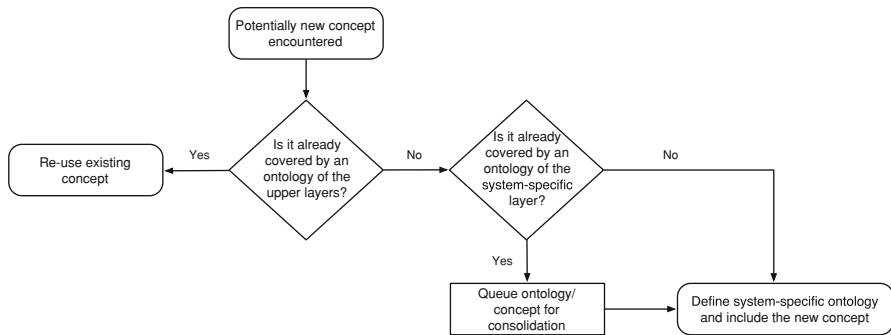 Potentially new concept
encountered
Is it already
covered by an
ontology of the
upper layers?
Yes
Re-use existing
concept
No
Is it already
covered by an
ontology of the
system-specific
layer?
No
Yes
Queue ontology/
concept for
consolidation
Define system-specific ontology
and include the new concept